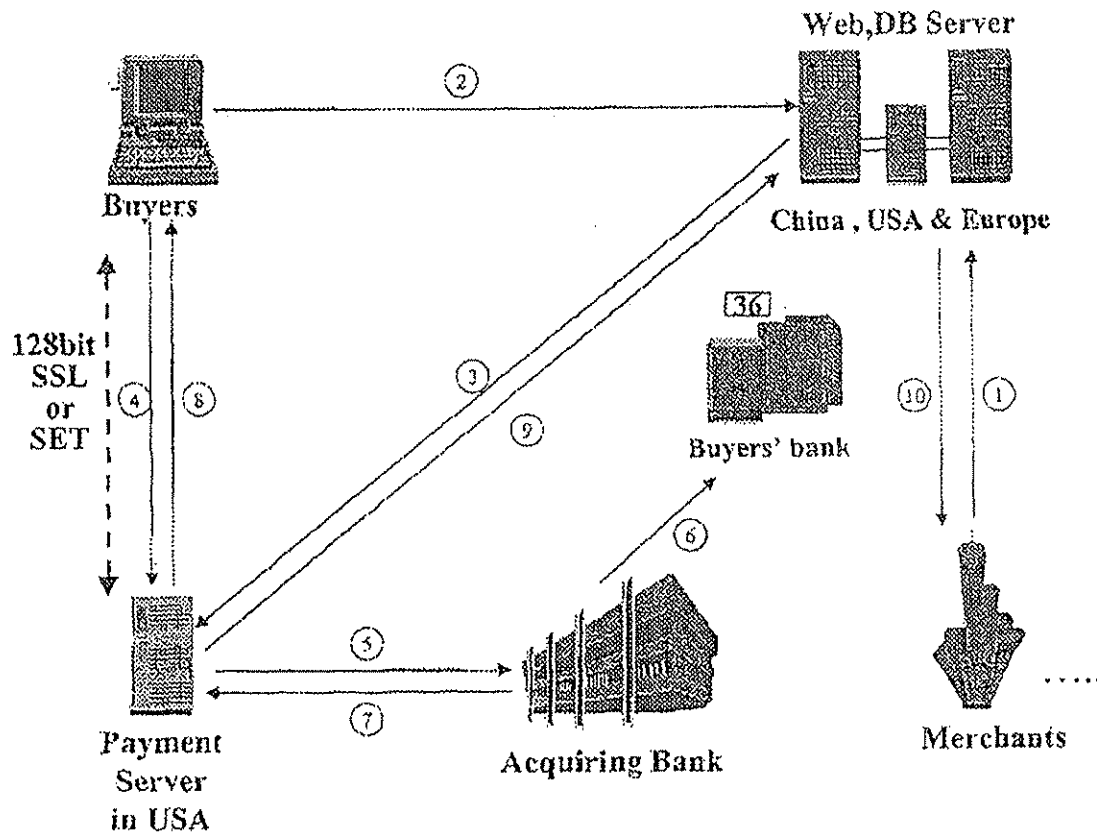 Web,DB Server
2
Buyers
China , USA & Europe
36
128bit
SSL
or
SET
4
8
3
9
10
1
Buyers' bank
6
5
7
Payment
Server
in USA
Acquiring Bank
Merchants
.....